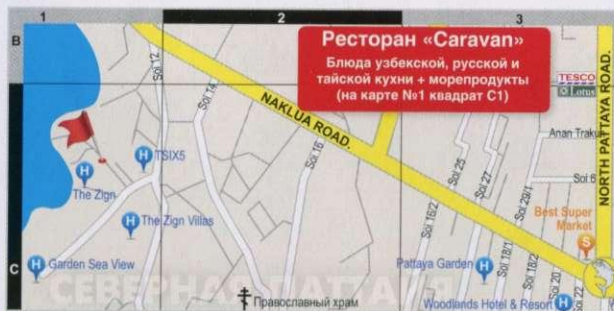 1
2
3
B
C
Ресторан «Caravan»
Блюда узбекской, русской и
тайской кухни + морепродукты
(на карте №1 квадрат C1)
TESCO
Lotus
NAKLUA ROAD.
NORTH PATTAYA ROAD.
Soi 12
Soi 14
Soi 16
Soi 16/2
Soi 25
Soi 27
Soi 29/1
Soi 18/1
Soi 18/2
Soi 20
Soi 22
Anan Trakul
Soi 6
H TSIX5
H The Zign
H The Zign Villas
H Garden Sea View
Best Super
Market
S
Pattaya Garden H
Woodlands Hotel & Resort H
Православный храм
СЕВЕРНАЯ ПАТТАЙЯ